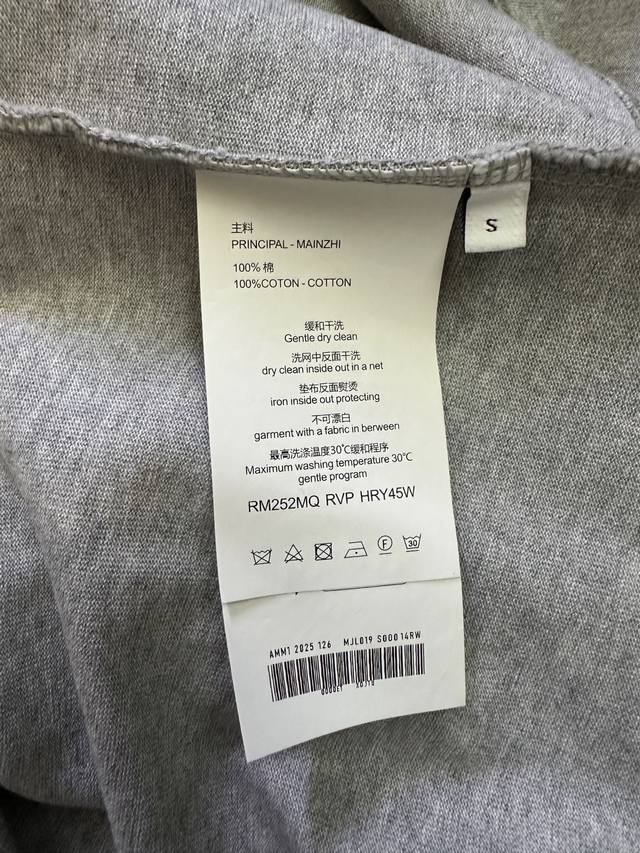 S
主料
PRINCIPAL - MAINZHI
100% 棉
100%COTON - COTTON
缓和干洗
Gentle dry clean
洗网中反面干洗
dry clean inside out in a net
垫布反面熨烫
iron inside out protecting
不可漂白
garment with a fabric in berween
最高洗涤温度30℃缓和程序
Maximum washing temperature 30℃
gentle program
RM252MQ RVP HRY45W
F
30
AMM1 2025 126 MJL019 S00014RW